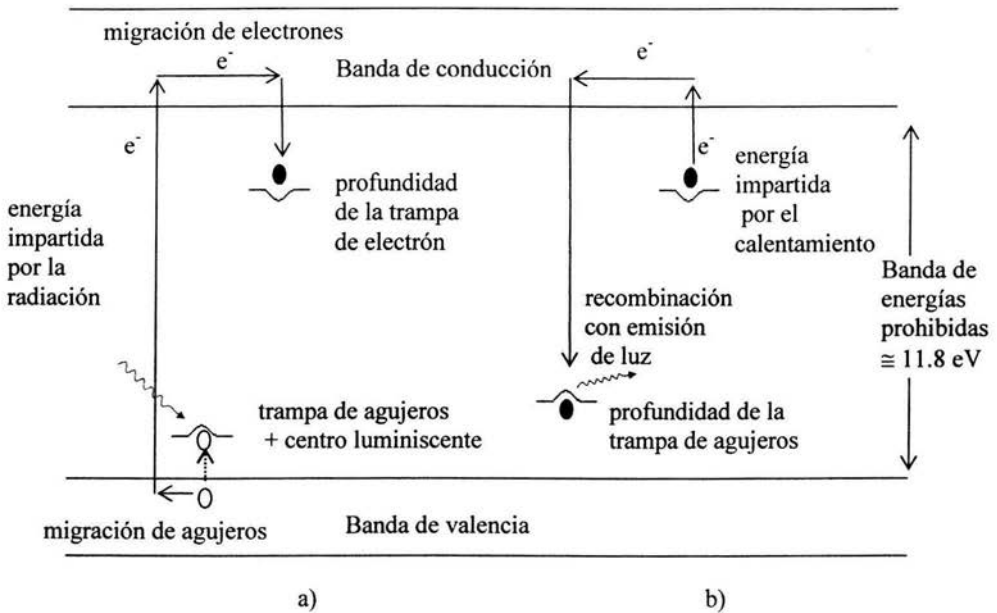 migración de electrones
e-
Banda de conducción
e-
e-
energía
impartida
por la
radiación
profundidad
de la trampa
de electrón
trampa de agujeros
+ centro luminiscente
migración de agujeros
Banda de valencia
e-
energía
impartida
por el
calentamiento
recombinación
con emisión
de luz
profundidad de la
trampa de agujeros
Banda de
energías
prohibidas
≅ 11.8 eV
a)
b)